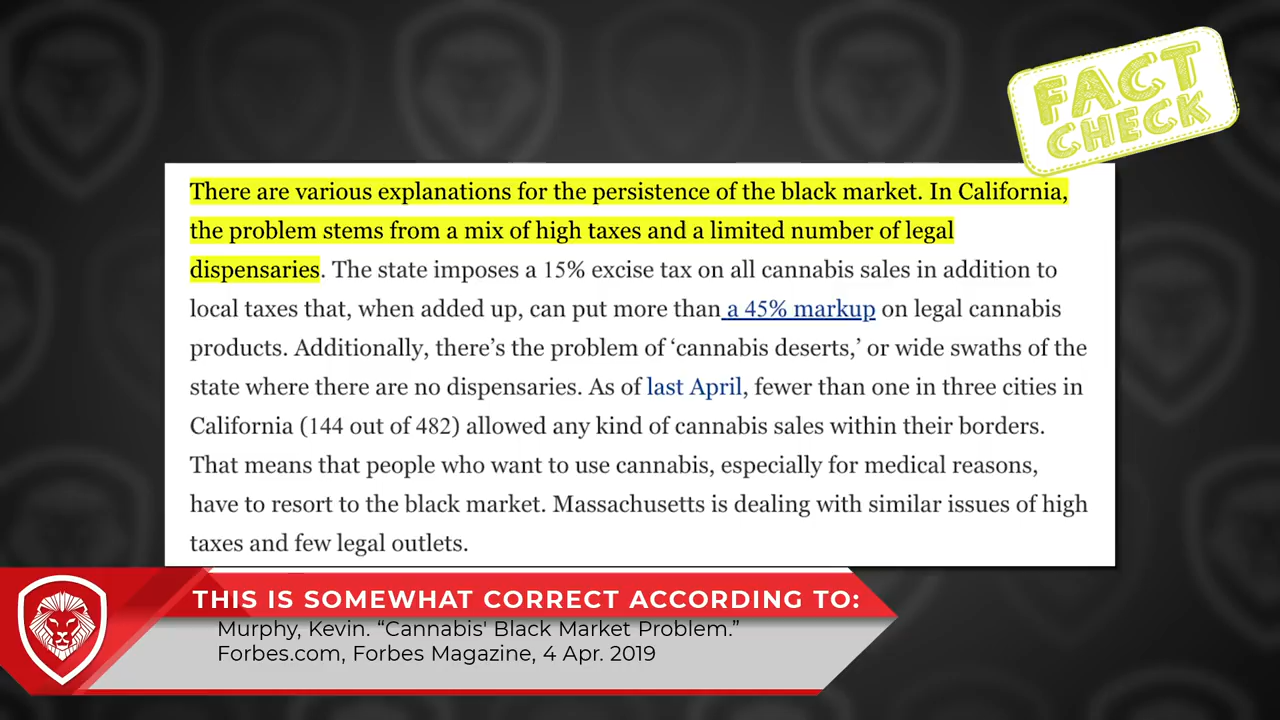 FACT
CHECK
There are various explanations for the persistence of the black market. In California,
the problem stems from a mix of high taxes and a limited number of legal
dispensaries. The state imposes a 15% excise tax on all cannabis sales in addition to
local taxes that, when added up, can put more than a 45% markup on legal cannabis
products. Additionally, there’s the problem of ‘cannabis deserts,’ or wide swaths of the
state where there are no dispensaries. As of last April, fewer than one in three cities in
California (144 out of 482) allowed any kind of cannabis sales within their borders.
That means that people who want to use cannabis, especially for medical reasons,
have to resort to the black market. Massachusetts is dealing with similar issues of high
taxes and few legal outlets.
THIS IS SOMEWHAT CORRECT ACCORDING TO:
Murphy, Kevin. “Cannabis' Black Market Problem.”
Forbes.com, Forbes Magazine, 4 Apr. 2019